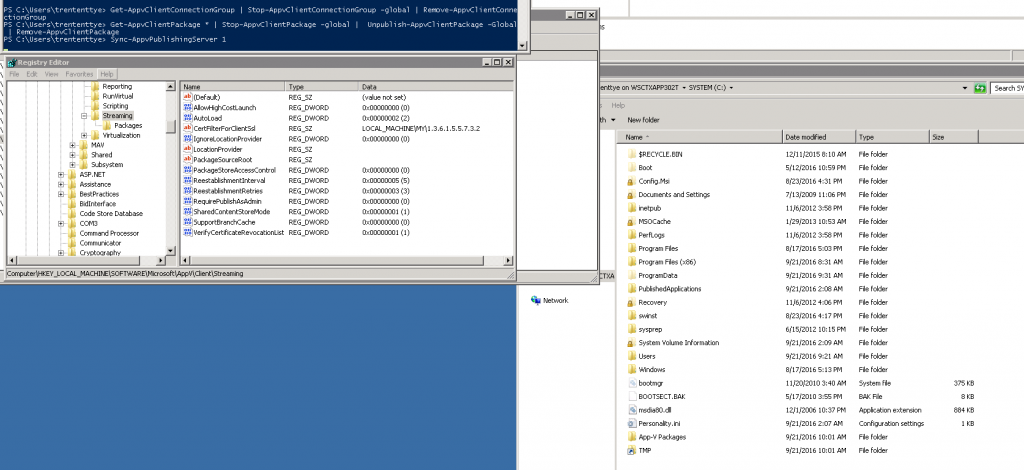 PS C:\Users\trententtye> Get-AppvClientConnectionGroup | Stop-AppvClientConnectionGroup -global | Remove-AppvClientConn
ectionGroup
PS C:\Users\trententtye> Get-AppvClientPackage * | Stop-AppvClientPackage -global | Unpublish-AppvClientPackage -Global
| Remove-AppvClientPackage
PS C:\Users\trententtye> Sync-AppvPublishingServer 1
Registry Editor
File Edit View Favorites Help
Reporting
RunVirtual
Scripting
Streaming
Packages
Virtualization
MAV
Shared
Subsystem
ASP.NET
Assistance
BestPractices
BidInterface
Code Store Database
COM3
Command Processor
Communicator
Cryptography
Name Type Data
(Default) REG_SZ (value not set)
AllowHighCostLaunch REG_DWORD 0x00000000 (0)
AutoLoad REG_DWORD 0x00000002 (2)
CertFilterForClientSsl REG_SZ LOCAL_MACHINE\MY\1.3.6.1.5.5.7.3.2
IgnoreLocationProvider REG_DWORD 0x00000000 (0)
LocationProvider REG_SZ
PackageSourceRoot REG_SZ
PackageStoreAccessControl REG_DWORD 0x00000000 (0)
ReestablishmentInterval REG_DWORD 0x00000005 (5)
ReestablishmentRetries REG_DWORD 0x00000003 (3)
RequirePublishAsAdmin REG_DWORD 0x00000000 (0)
SharedContentStoreMode REG_DWORD 0x00000001 (1)
SupportBranchCache REG_DWORD 0x00000000 (0)
VerifyCertificateRevocationList REG_DWORD 0x00000001 (1)
Computer\HKEY_LOCAL_MACHINE\SOFTWARE\Microsoft\AppV\Client\Streaming
Network
enttye on WSCTXAPP302T SYSTEM (C:)
Search SY
Help
Name Date modified Type Size
$RECYCLE.BIN 12/11/2015 8:10 AM File folder
Boot 5/12/2016 10:59 PM File folder
Config.Msi 8/23/2016 4:31 PM File folder
Documents and Settings 7/13/2009 11:06 PM File folder
inetpub 11/6/2012 3:58 PM File folder
MSOCache 1/29/2013 10:53 AM File folder
PerfLogs 11/6/2012 3:58 PM File folder
Program Files 8/17/2016 5:03 PM File folder
Program Files (x86) 9/21/2016 8:31 AM File folder
ProgramData 9/21/2016 9:31 AM File folder
PublishedApplications 9/21/2016 2:08 AM File folder
Recovery 11/6/2012 4:06 PM File folder
swinst 8/23/2016 4:17 PM File folder
sysprep 6/15/2012 10:15 PM File folder
System Volume Information 9/21/2016 2:09 AM File folder
Users 9/21/2016 9:21 AM File folder
Windows 8/17/2016 5:13 PM File folder
bootmgr 11/20/2010 3:40 AM System file 375 KB
BOOTSECT.BAK 5/17/2010 3:55 PM BAK File 8 KB
msdia80.dll 12/1/2006 10:37 PM Application extension 884 KB
Personality.ini 9/21/2016 2:07 AM Configuration settings 1 KB
App-V Packages 9/21/2016 10:01 AM File folder
TMP 9/21/2016 10:01 AM File folder